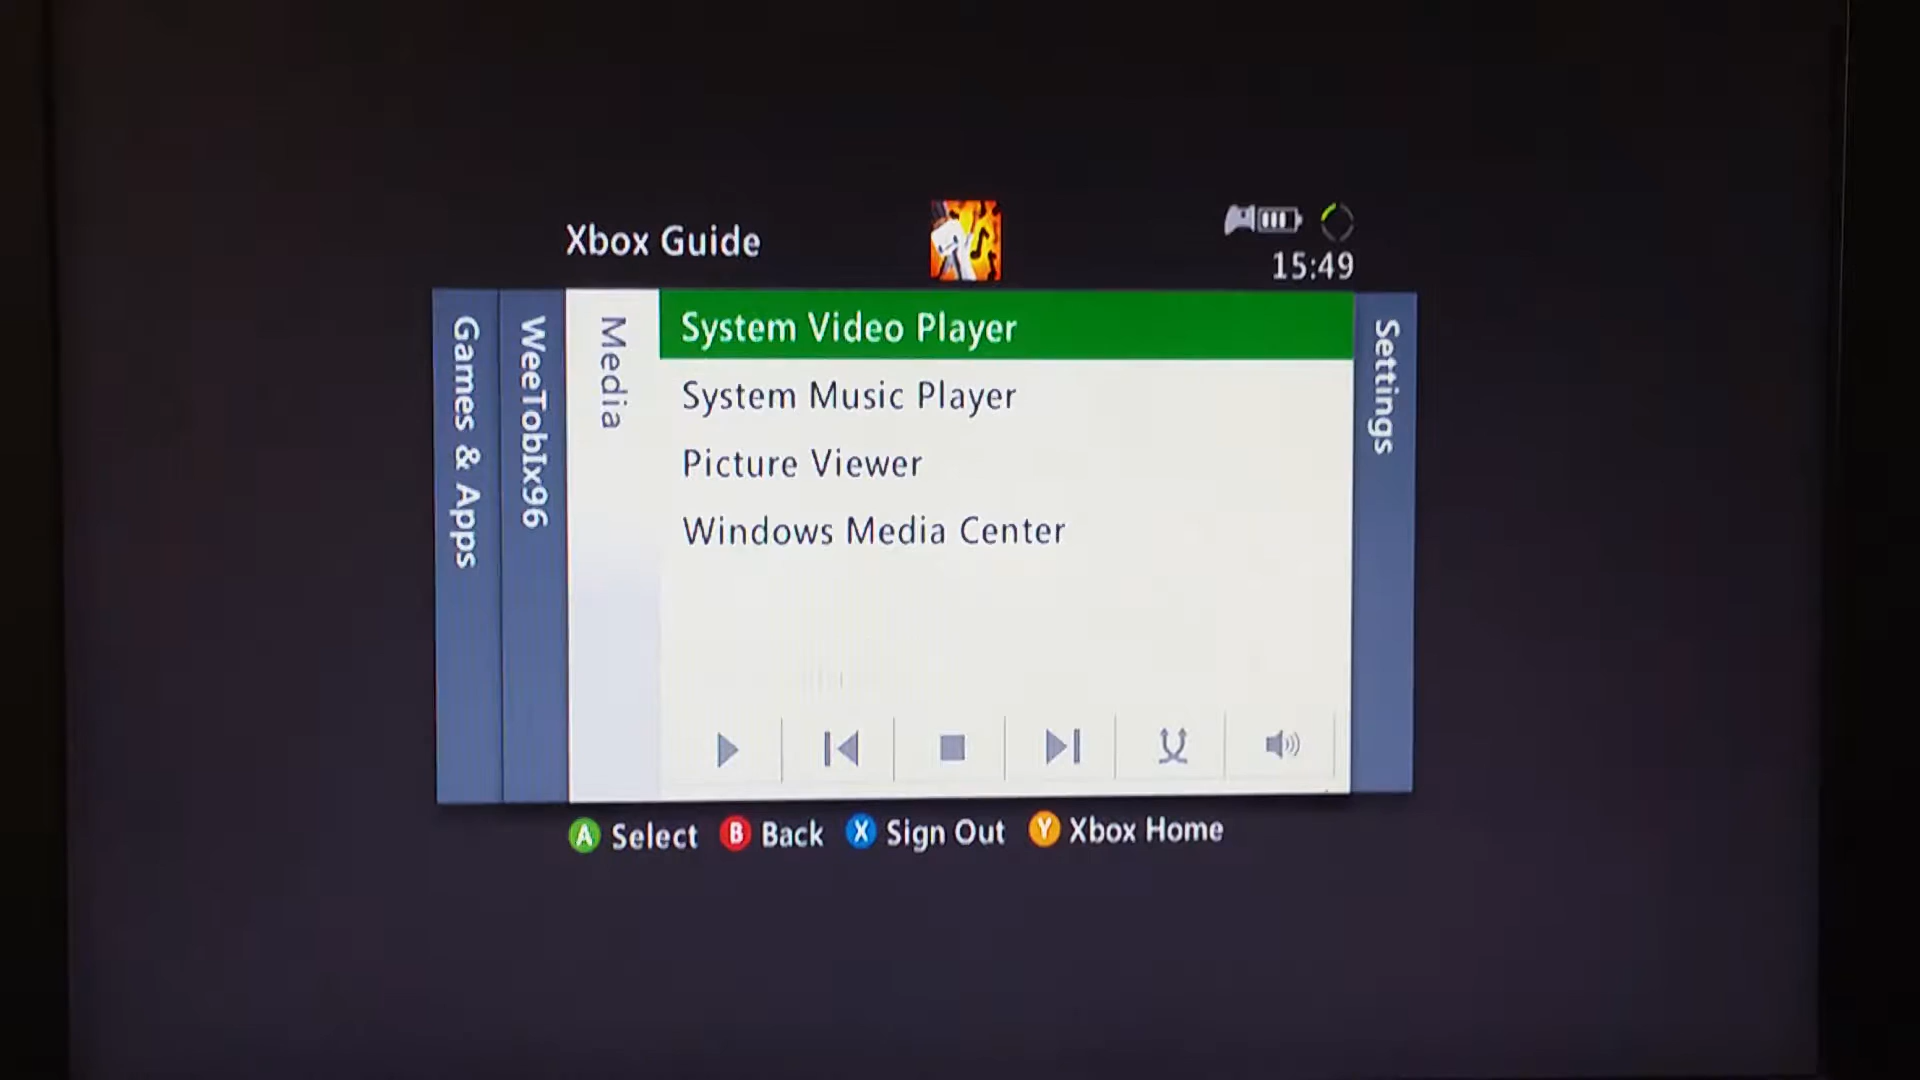 Xbox Guide
15:49
Games & Apps
WeeTobIx96
Media
System Video Player
System Music Player
Picture Viewer
Windows Media Center
Settings
A Select B Back X Sign Out Y Xbox Home